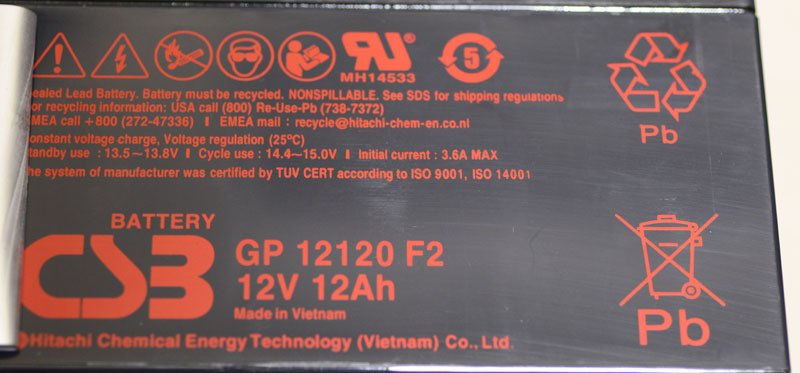 MH14533
5
ealed Lead Battery. Battery must be recycled. NONSPILLABLE. See SDS for shipping regulations
or recycling information: USA call (800) Re-Use-Pb (738-7372)
MEA call +800 (272-47336) I EMEA mail : recycle@hitachi-chem-en.co.nl
onstant voltage charge, Voltage regulation (25ºC)
tandby use : 13.5~13.8V I Cycle use : 14.4~15.0V I Initial current : 3.6A MAX
he system of manufacturer was certified by TUV CERT according to ISO 9001, ISO 14001
Pb
BATTERY
CSB
GP 12120 F2
12V 12Ah
Made in Vietnam
Hitachi Chemical Energy Technology (Vietnam) Co., Ltd.
Pb